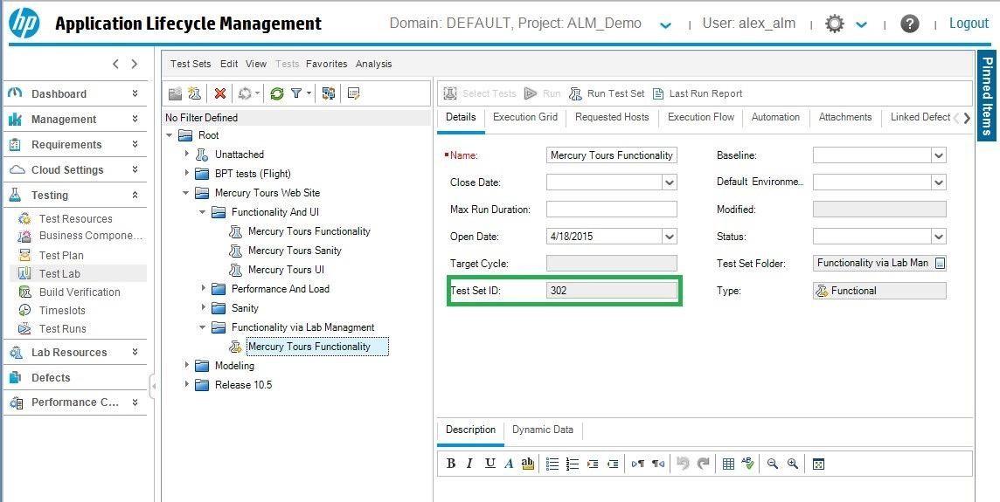 hp Application Lifecycle Management Domain: DEFAULT, Project: ALM_Demo | User: alex_alm | | ? | Logout
Pinned Items
Dashboard
Management
Requirements
Cloud Settings
Testing
Test Resources
Business Compone...
Test Plan
Test Lab
Build Verification
Timeslots
Test Runs
Lab Resources
Defects
Performance C...
Test Sets Edit View Tests Favorites Analysis
No Filter Defined
Root
Unattached
BPT tests (Flight)
Mercury Tours Web Site
Functionality And UI
Mercury Tours Functionality
Mercury Tours Sanity
Mercury Tours UI
Performance And Load
Sanity
Functionality via Lab Managment
Mercury Tours Functionality
Modeling
Release 10.5
Select Tests Run Run Test Set Last Run Report
Details Execution Grid Requested Hosts Execution Flow Automation Attachments Linked Defect
Name: Mercury Tours Functionality Baseline:
Close Date: Default Environme...
Max Run Duration: Modified:
Open Date: 4/18/2015 Status:
Target Cycle: Test Set Folder: Functionality via Lab Man
Test Set ID: 302 Type: Functional
Description Dynamic Data
B I U A ab